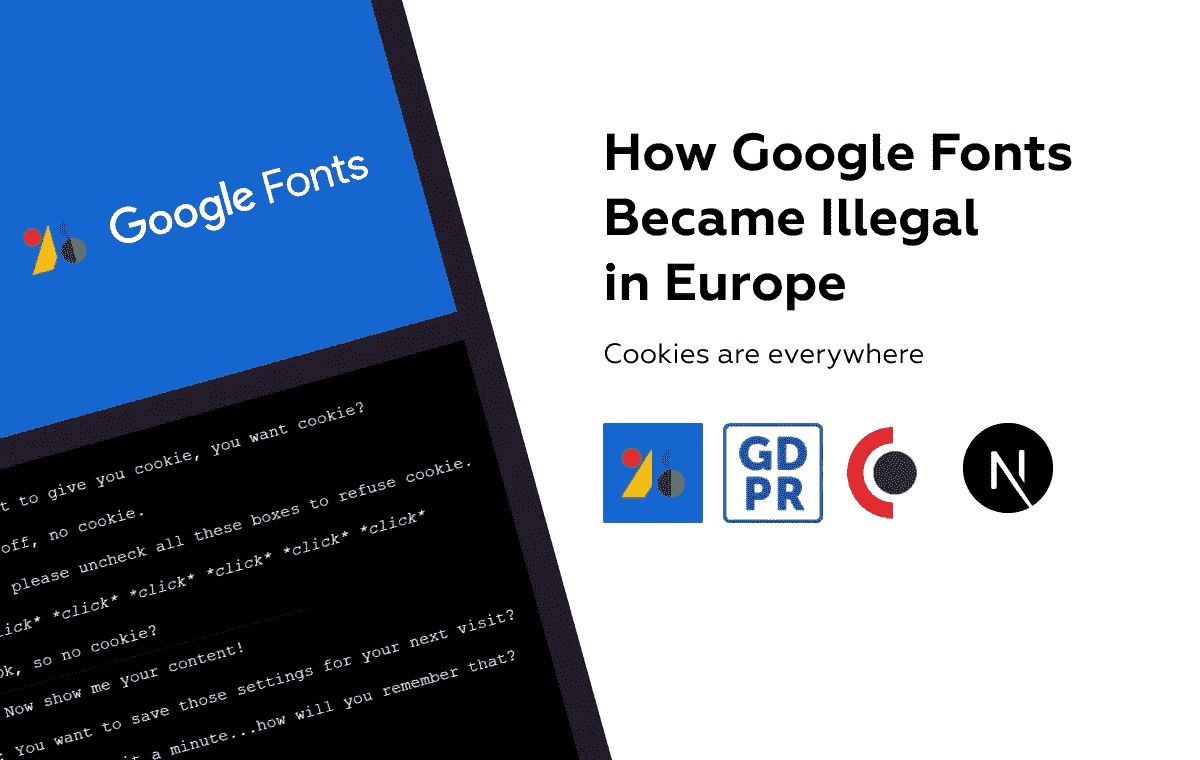 Google Fonts
t to give you cookie, you want cookie?
off, no cookie.
please uncheck all these boxes to refuse cookie.
*click* *click* *click* *click* *click*
ok, so no cookie?
Now show me your content!
You want to save those settings for your next visit?
a minute...how will you remember that?
How Google Fonts
Became Illegal
in Europe
Cookies are everywhere
GD
PR
N